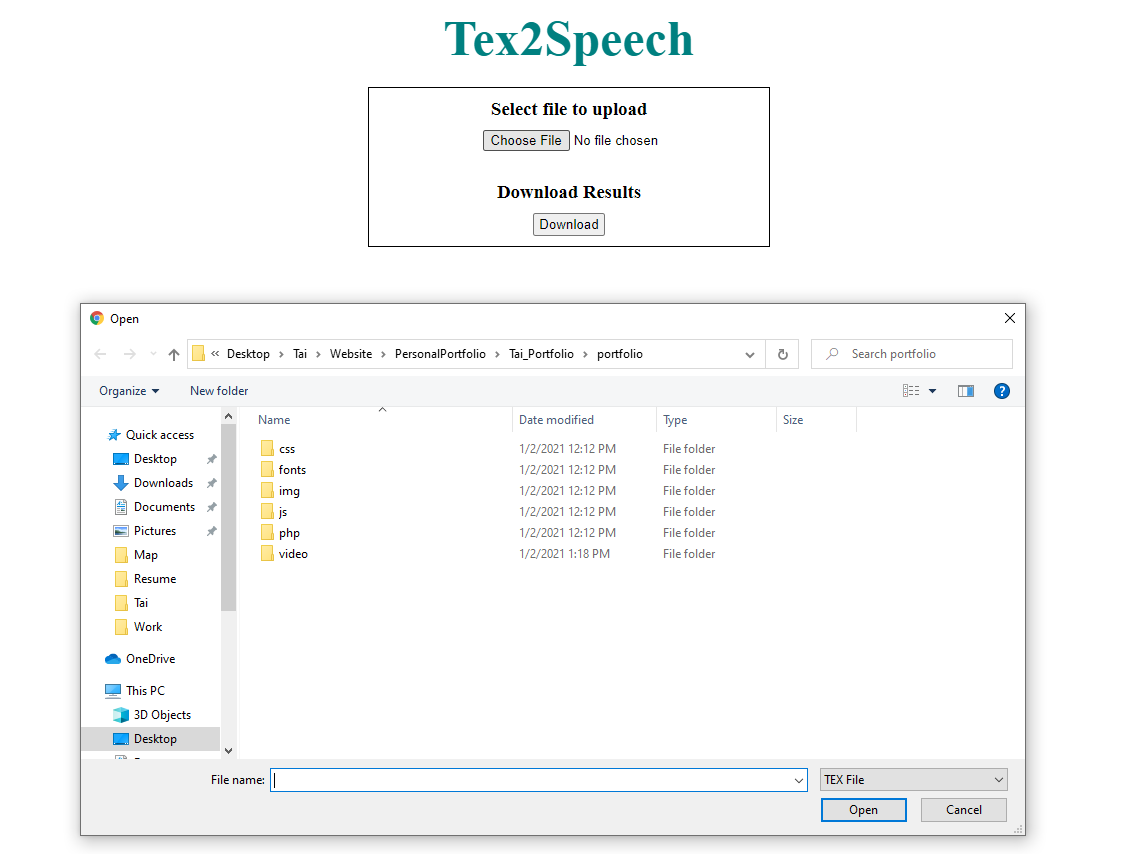 Tex2Speech
Select file to upload
Choose File No file chosen
Download Results
Download
Open
« Desktop › Tai › Website › PersonalPortfolio › Tai_Portfolio › portfolio
Search portfolio
Organize
New folder
Name Date modified Type Size
Quick access
Desktop
Downloads
Documents
Pictures
Map
Resume
Tai
Work
OneDrive
This PC
3D Objects
Desktop
css 1/2/2021 12:12 PM File folder
fonts 1/2/2021 12:12 PM File folder
img 1/2/2021 12:12 PM File folder
js 1/2/2021 12:12 PM File folder
php 1/2/2021 12:12 PM File folder
video 1/2/2021 1:18 PM File folder
File name:
TEX File
Open
Cancel